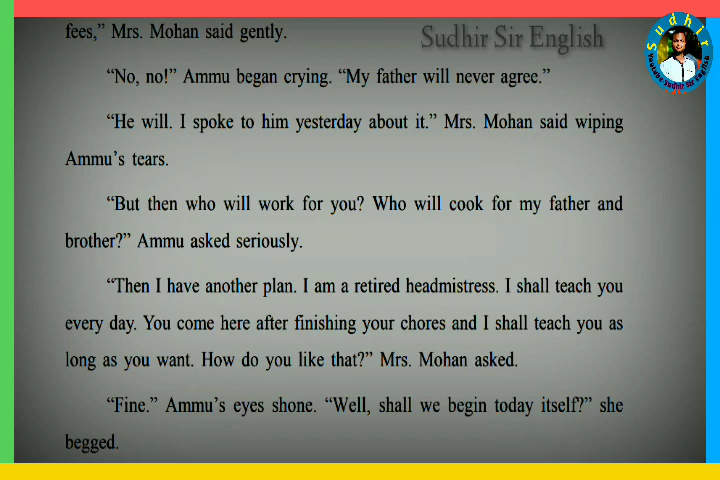 fees,” Mrs. Mohan said gently.
Sudhir Sir English
“No, no!” Ammu began crying. “My father will never agree.”
“He will. I spoke to him yesterday about it.” Mrs. Mohan said wiping
Ammu’s tears.
“But then who will work for you? Who will cook for my father and
brother?” Ammu asked seriously.
“Then I have another plan. I am a retired headmistress. I shall teach you
every day. You come here after finishing your chores and I shall teach you as
long as you want. How do you like that?” Mrs. Mohan asked.
“Fine.” Ammu’s eyes shone. “Well, shall we begin today itself?” she
begged.
Sudhir
Youtube Sudhir Sir English